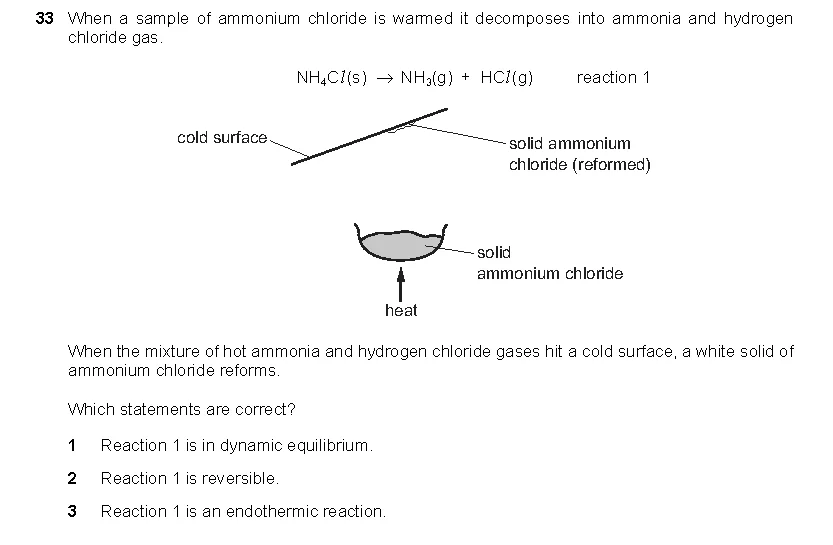 33 When a sample of ammonium chloride is warmed it decomposes into ammonia and hydrogen
chloride gas.
NH₄Cl(s) → NH₃(g) + HCl(g) reaction 1
cold surface
solid ammonium
chloride (reformed)
solid
ammonium chloride
heat
When the mixture of hot ammonia and hydrogen chloride gases hit a cold surface, a white solid of
ammonium chloride reforms.
Which statements are correct?
1 Reaction 1 is in dynamic equilibrium.
2 Reaction 1 is reversible.
3 Reaction 1 is an endothermic reaction.